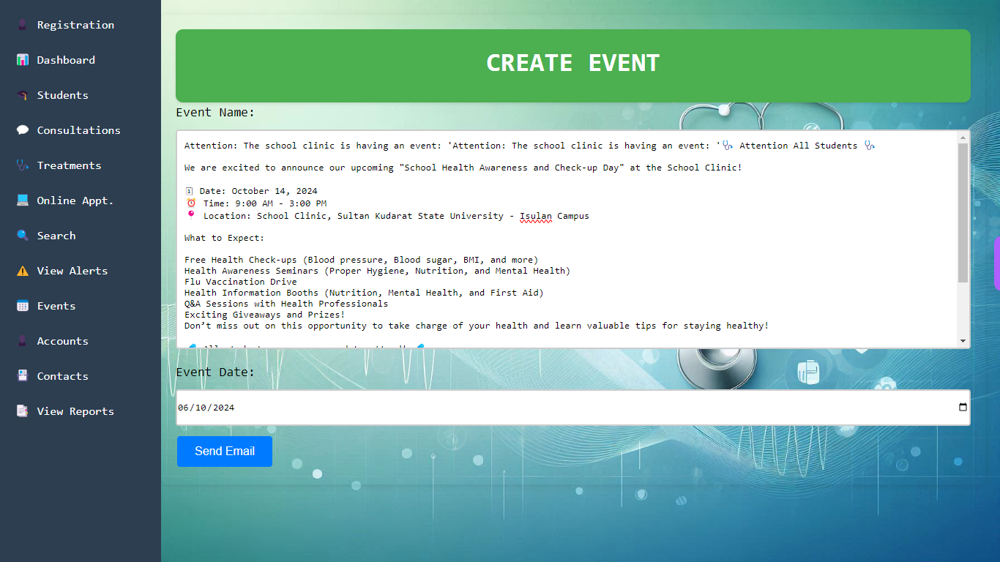 Registration
Dashboard
Students
Consultations
Treatments
Online Appt.
Search
View Alerts
Events
Accounts
Contacts
View Reports
CREATE EVENT
Event Name:
Attention: The school clinic is having an event: 'Attention: The school clinic is having an event: '🩺 Attention All Students 🩺
We are excited to announce our upcoming "School Health Awareness and Check-up Day" at the School Clinic!
🗓 Date: October 14, 2024
⏰ Time: 9:00 AM - 3:00 PM
📍 Location: School Clinic, Sultan Kudarat State University - Isulan Campus
What to Expect:
Free Health Check-ups (Blood pressure, Blood sugar, BMI, and more)
Health Awareness Seminars (Proper Hygiene, Nutrition, and Mental Health)
Flu Vaccination Drive
Health Information Booths (Nutrition, Mental Health, and First Aid)
Q&A Sessions with Health Professionals
Exciting Giveaways and Prizes!
Don’t miss out on this opportunity to take charge of your health and learn valuable tips for staying healthy!
Event Date:
06/10/2024
Send Email